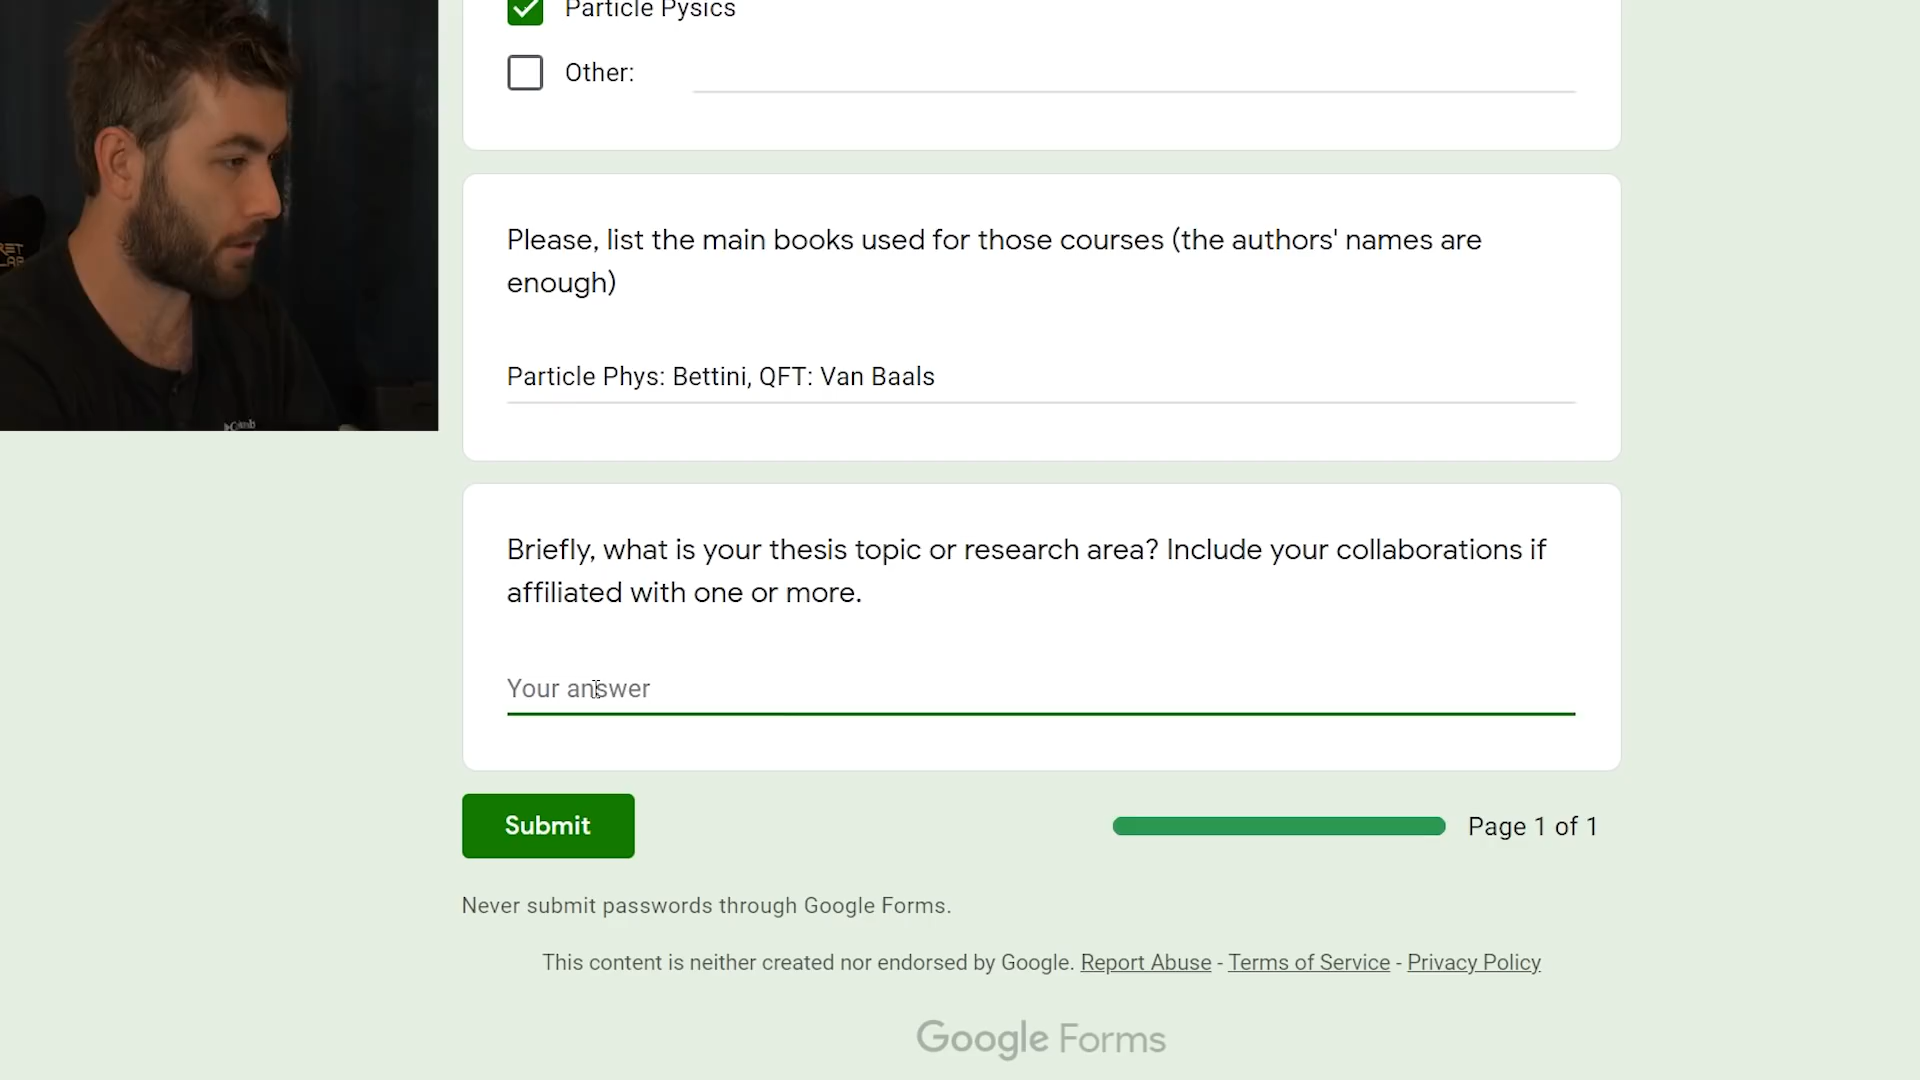 Particle Pysics
Other:
Please, list the main books used for those courses (the authors' names are
enough)
Particle Phys: Bettini, QFT: Van Baals
Briefly, what is your thesis topic or research area? Include your collaborations if
affiliated with one or more.
Your answer
Submit
Page 1 of 1
Never submit passwords through Google Forms.
This content is neither created nor endorsed by Google. Report Abuse - Terms of Service - Privacy Policy
Google Forms